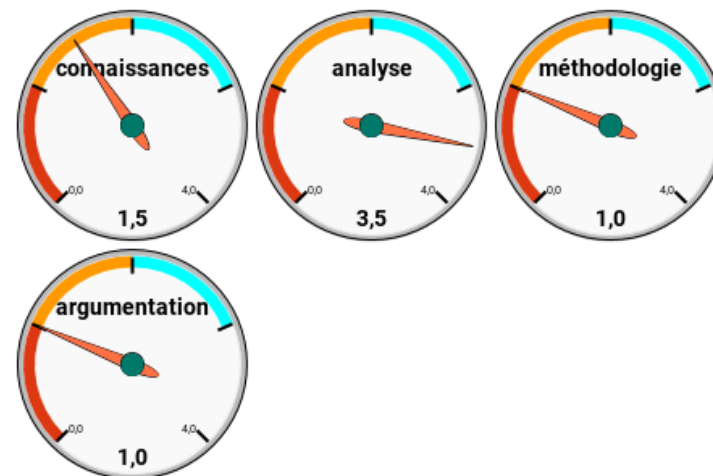 connaissances
0,0 4,0
1,5
analyse
0,0 4,0
3,5
méthodologie
0,0 4,0
1,0
argumentation
0,0 4,0
1,0